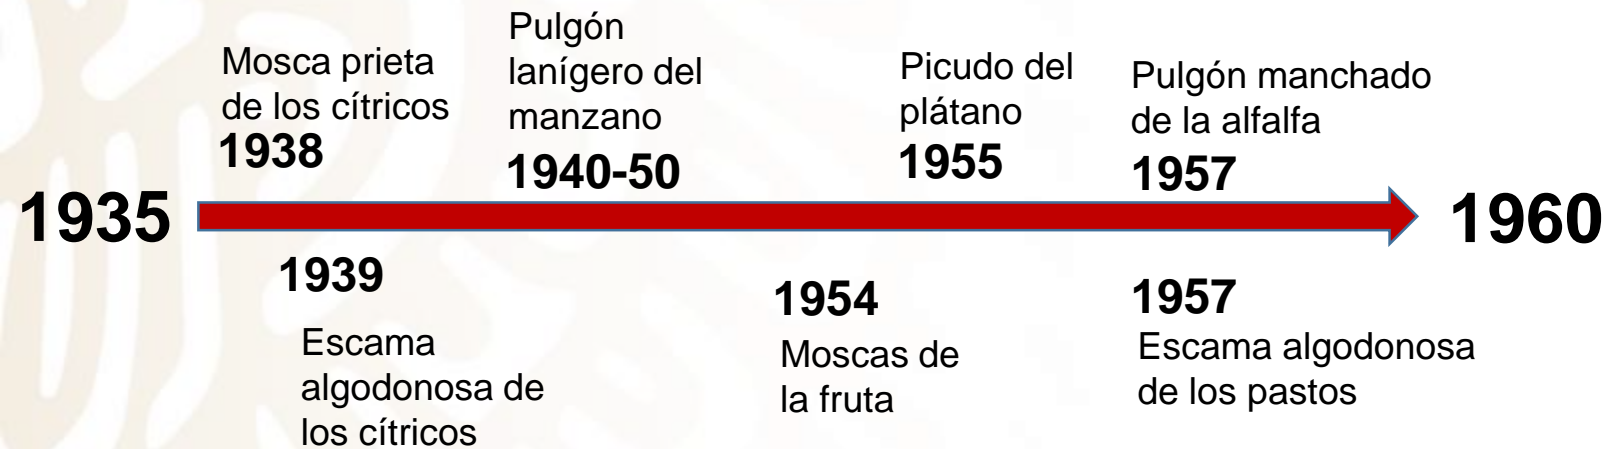 Mosca prieta
de los cítricos
1938
Pulgón
lanígero del
manzano
1940-50
Picudo del
plátano
1955
Pulgón manchado
de la alfalfa
1957
1935
1960
1939
Escama
algodonosa de
los cítricos
1954
Moscas de
la fruta
1957
Escama algodonosa
de los pastos